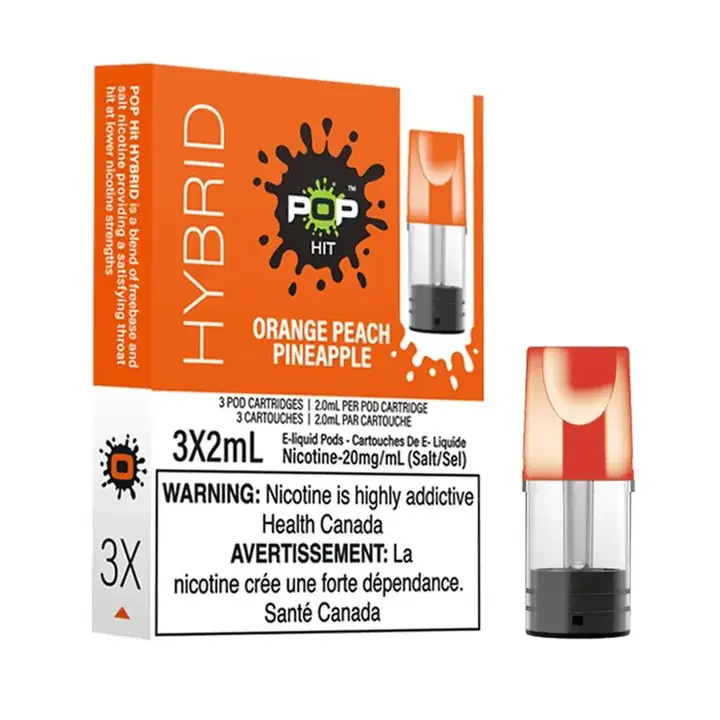 POP Hit HYBRID is a blend of freebase and
salt nicotine providing a satisfying throat
hit at lower nicotine strengths
HYBRID
POP™
HIT
ORANGE PEACH
PINEAPPLE
3 POD CARTRIDGES | 2.0mL PER POD CARTRIDGE
3 CARTOUCHES | 2.0mL PAR CARTOUCHE
3X2mL
E-liquid Pods - Cartouches De E- Liquide
Nicotine-20mg/mL (Salt/Sel)
WARNING: Nicotine is highly addictive
Health Canada
AVERTISSEMENT: La
nicotine crée une forte dépendance.
Santé Canada
O
3X